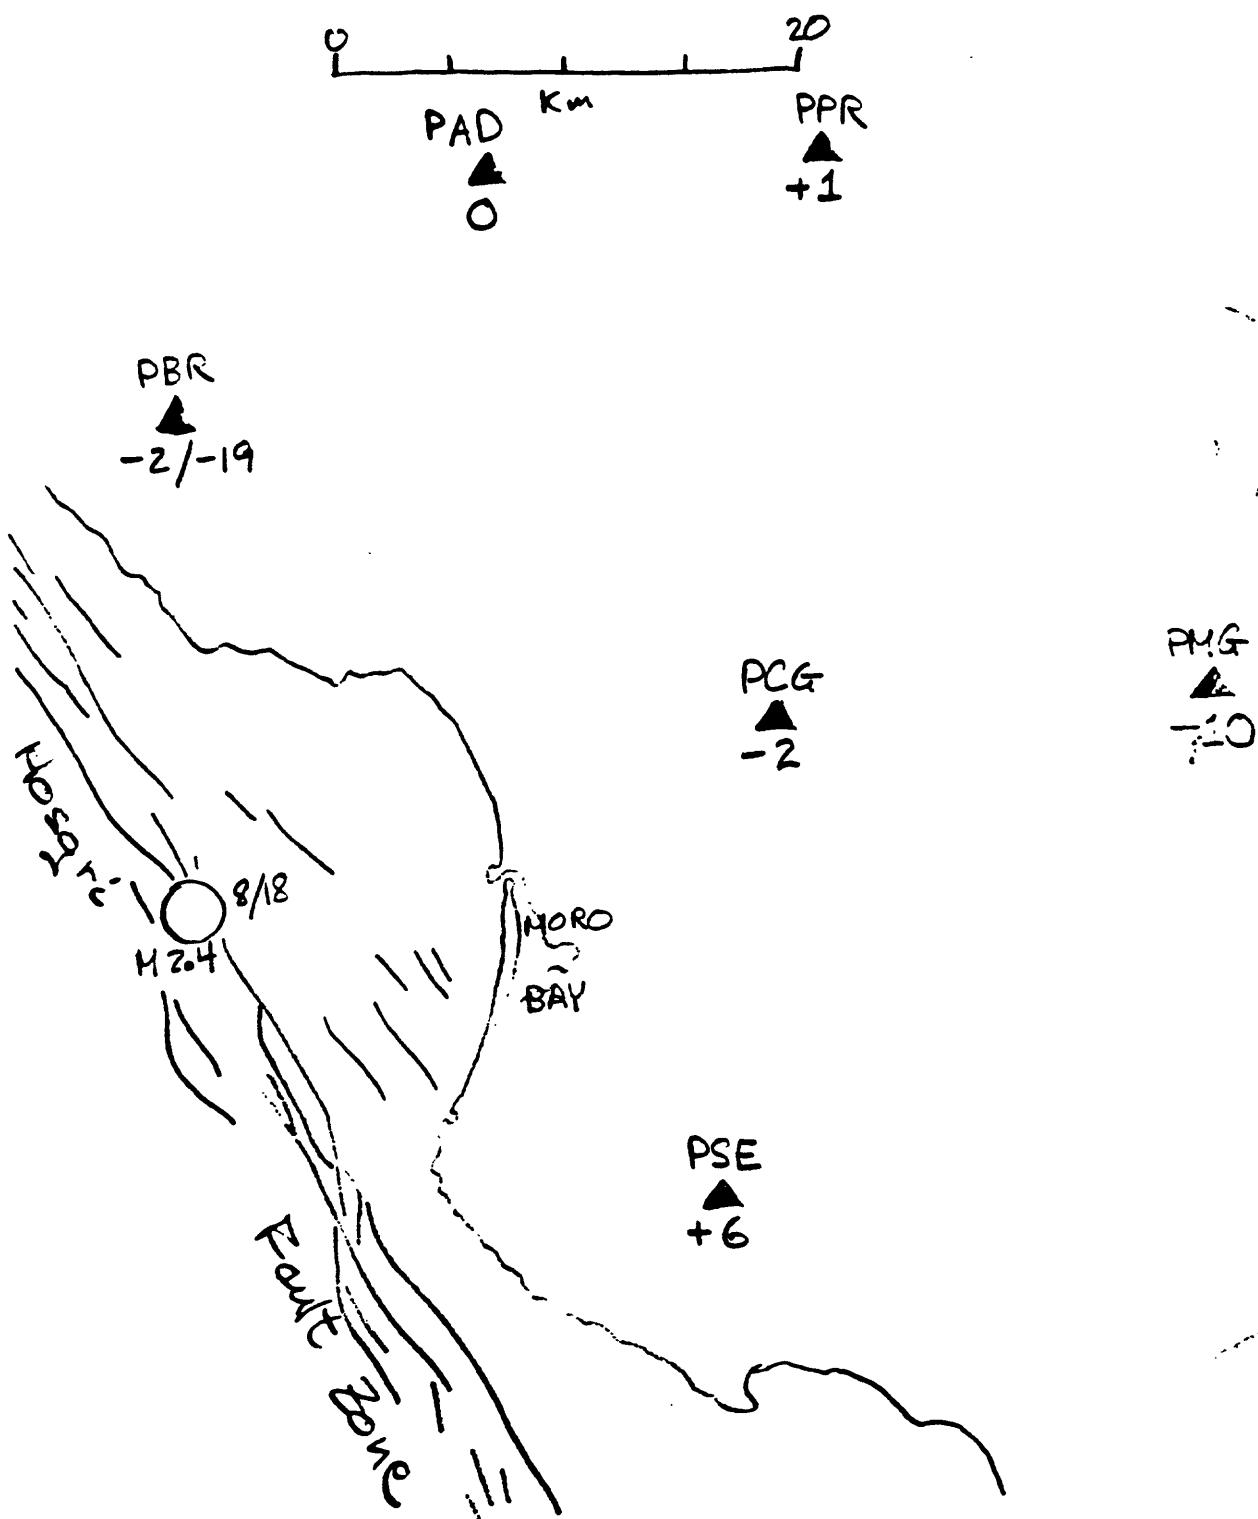 0 20
Km
PAD
0
PPR
+1
PBR
-2/-19
PMG
-10
PCG
-2
Hosgri
8/18
M 2.4
MORO
BAY
PSE
+6
Fault
Zone